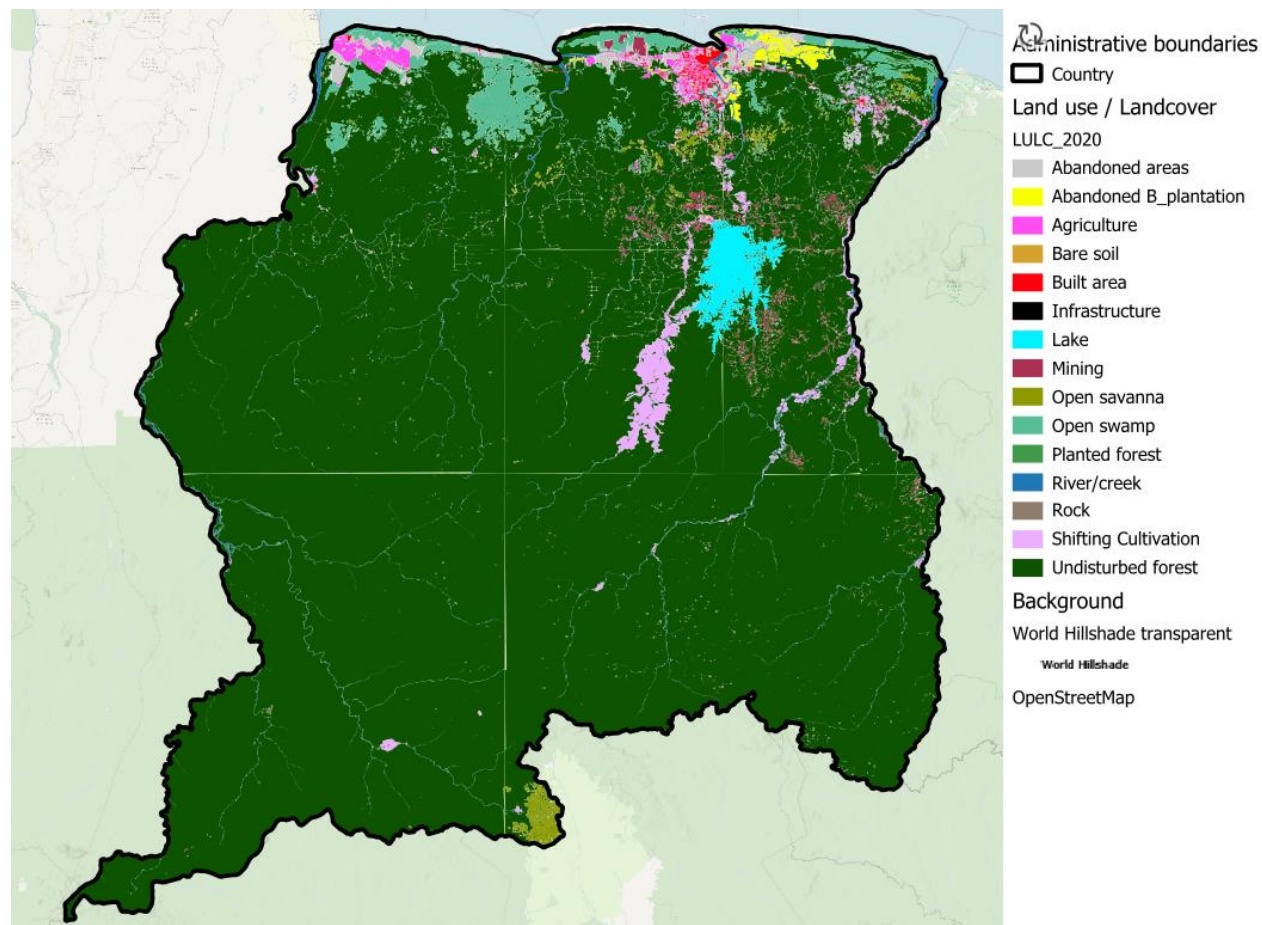 Administrative boundaries
Country
Land use / Landcover
LULC_2020
Abandoned areas
Abandoned B_plantation
Agriculture
Bare soil
Built area
Infrastructure
Lake
Mining
Open savanna
Open swamp
Planted forest
River/creek
Rock
Shifting Cultivation
Undisturbed forest
Background
World Hillshade transparent
World Hillshade
OpenStreetMap